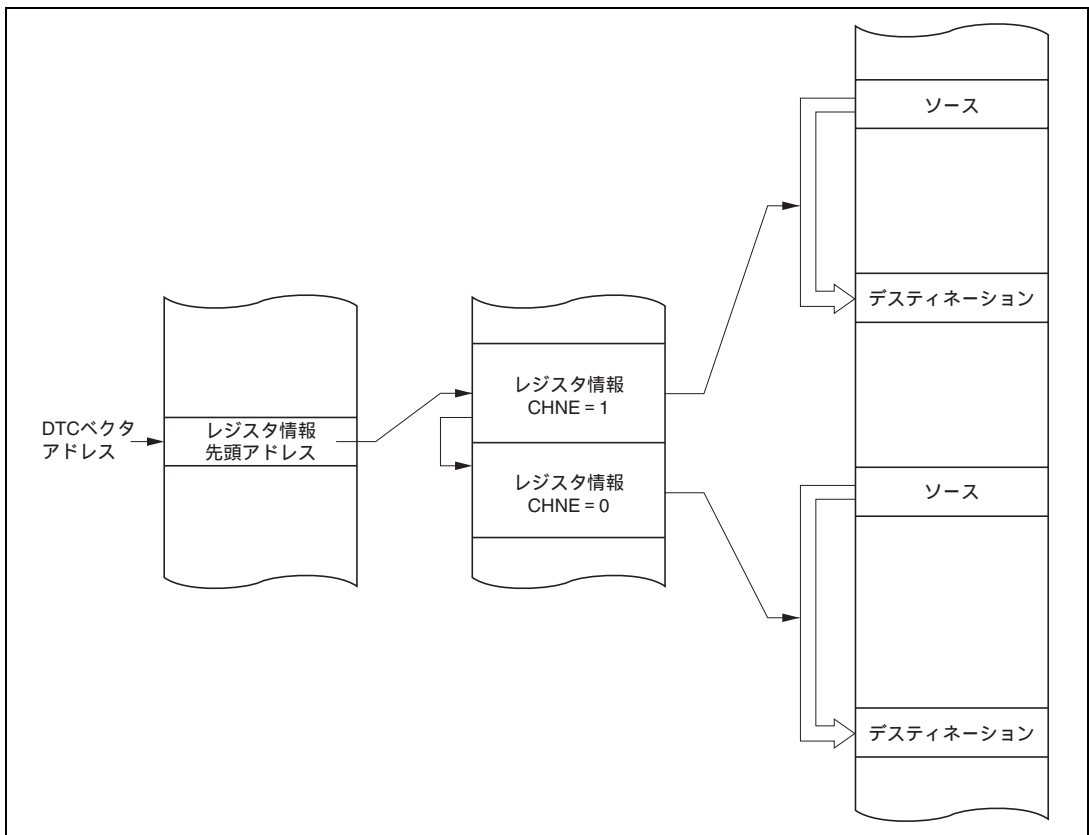 DTCベクタ
アドレス
レジスタ情報
先頭アドレス
レジスタ情報
CHNE = 1
レジスタ情報
CHNE = 0
ソース
デスティネーション
ソース
デスティネーション